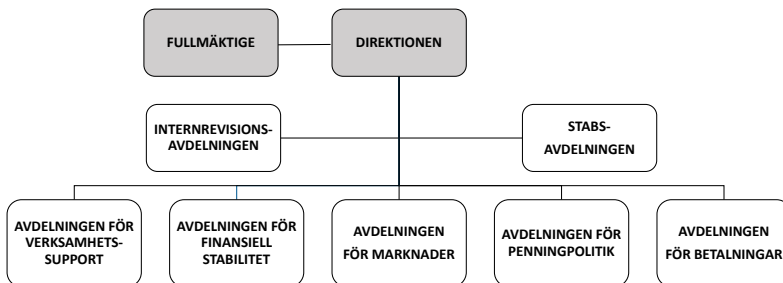 FULLMÄKTIGE
DIREKTIONEN
INTERNREVISIONS-
AVDELNINGEN
STABS-
AVDELNINGEN
AVDELNINGEN FÖR
VERKSAMHETS-
SUPPORT
AVDELNINGEN FÖR
FINANSIELL
STABILITET
AVDELNINGEN
FÖR MARKNADER
AVDELNINGEN FÖR
PENNINGPOLITIK
AVDELNINGEN
FÖR BETALNINGAR